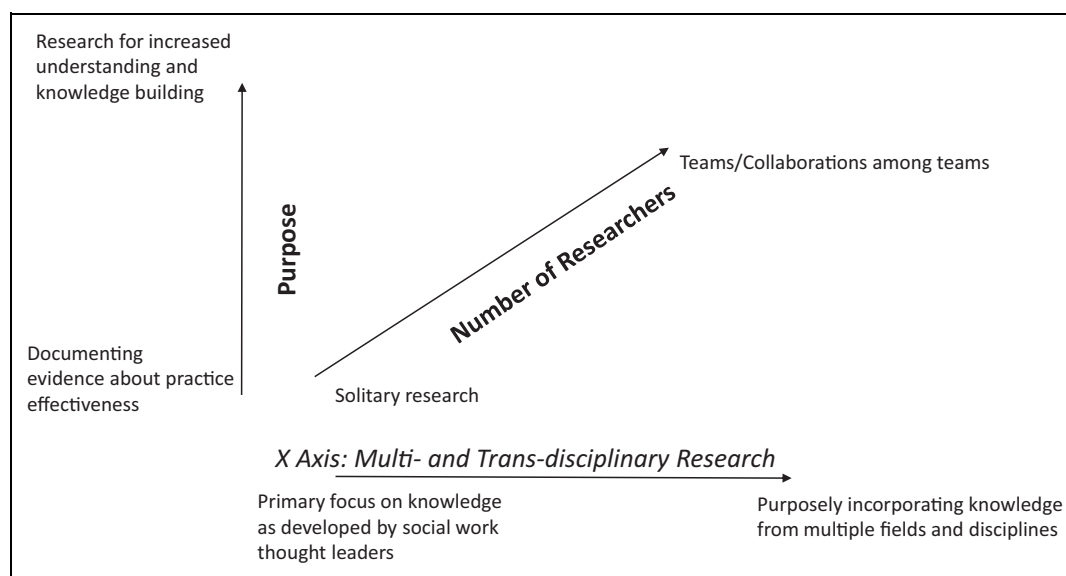 Research for increased
understanding and
knowledge building
Purpose
Teams/Collaborations among teams
Number of Researchers
Documenting
evidence about practice
effectiveness
Solitary research
X Axis: Multi- and Trans-disciplinary Research
Primary focus on knowledge
as developed by social work
thought leaders
Purposely incorporating knowledge
from multiple fields and disciplines